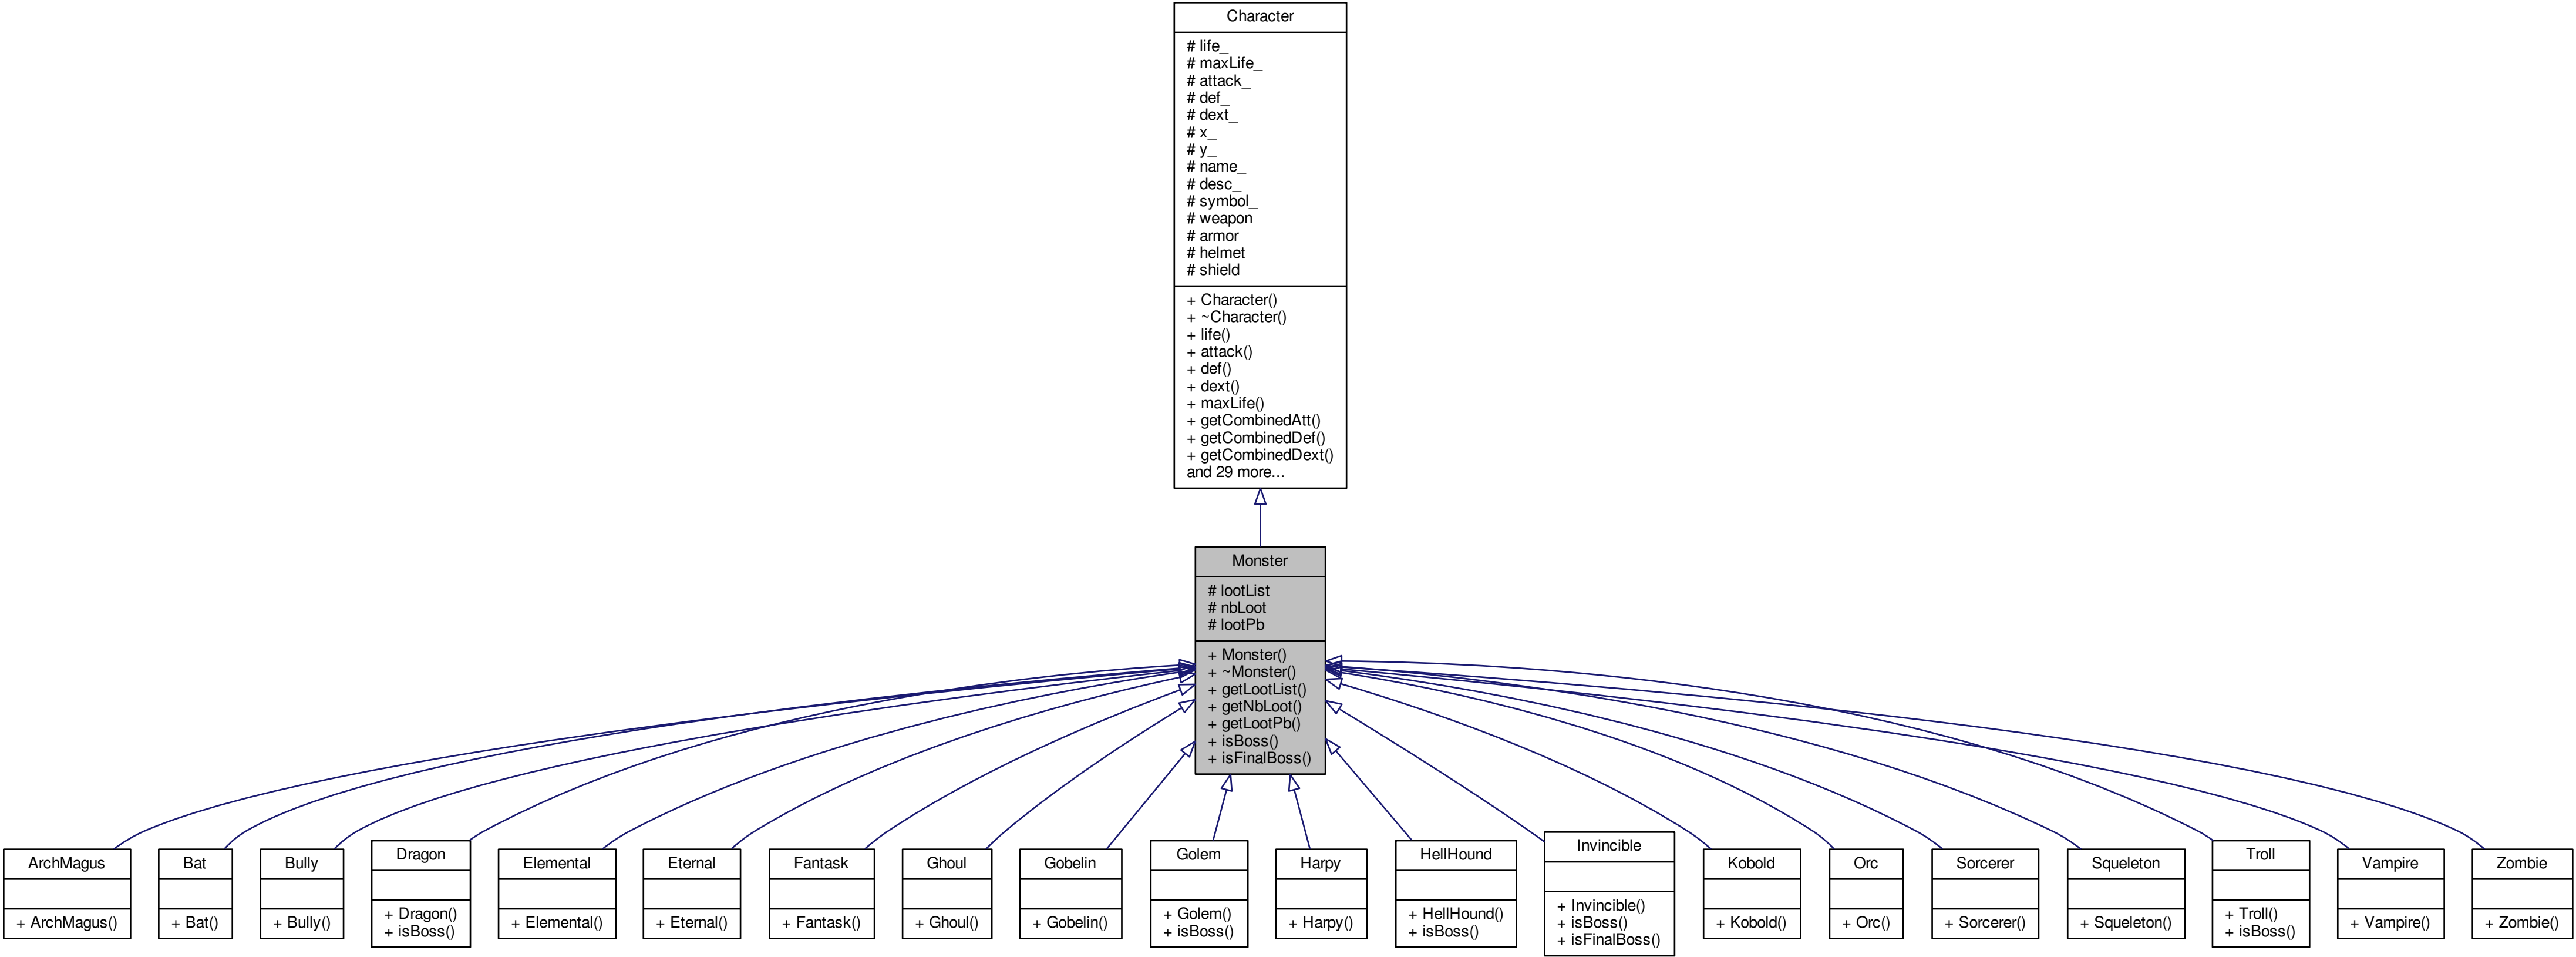 Character
# life_
# maxLife_
# attack_
# def_
# dext_
# x_
# y_
# name_
# desc_
# symbol_
# weapon
# armor
# helmet
# shield
+ Character()
+ ~Character()
+ life()
+ attack()
+ def()
+ dext()
+ maxLife()
+ getCombinedAtt()
+ getCombinedDef()
+ getCombinedDext()
and 29 more...
Monster
# lootList
# nbLoot
# lootPb
+ Monster()
+ ~Monster()
+ getLootList()
+ getNbLoot()
+ getLootPb()
+ isBoss()
+ isFinalBoss()
ArchMagus
+ ArchMagus()
Bat
+ Bat()
Bully
+ Bully()
Dragon
+ Dragon()
+ isBoss()
Elemental
+ Elemental()
Eternal
+ Eternal()
Fantask
+ Fantask()
Ghoul
+ Ghoul()
Gobelin
+ Gobelin()
Golem
+ Golem()
+ isBoss()
Harpy
+ Harpy()
HellHound
+ HellHound()
+ isBoss()
Invincible
+ Invincible()
+ isBoss()
+ isFinalBoss()
Kobold
+ Kobold()
Orc
+ Orc()
Sorcerer
+ Sorcerer()
Squeleton
+ Squeleton()
Troll
+ Troll()
+ isBoss()
Vampire
+ Vampire()
Zombie
+ Zombie()